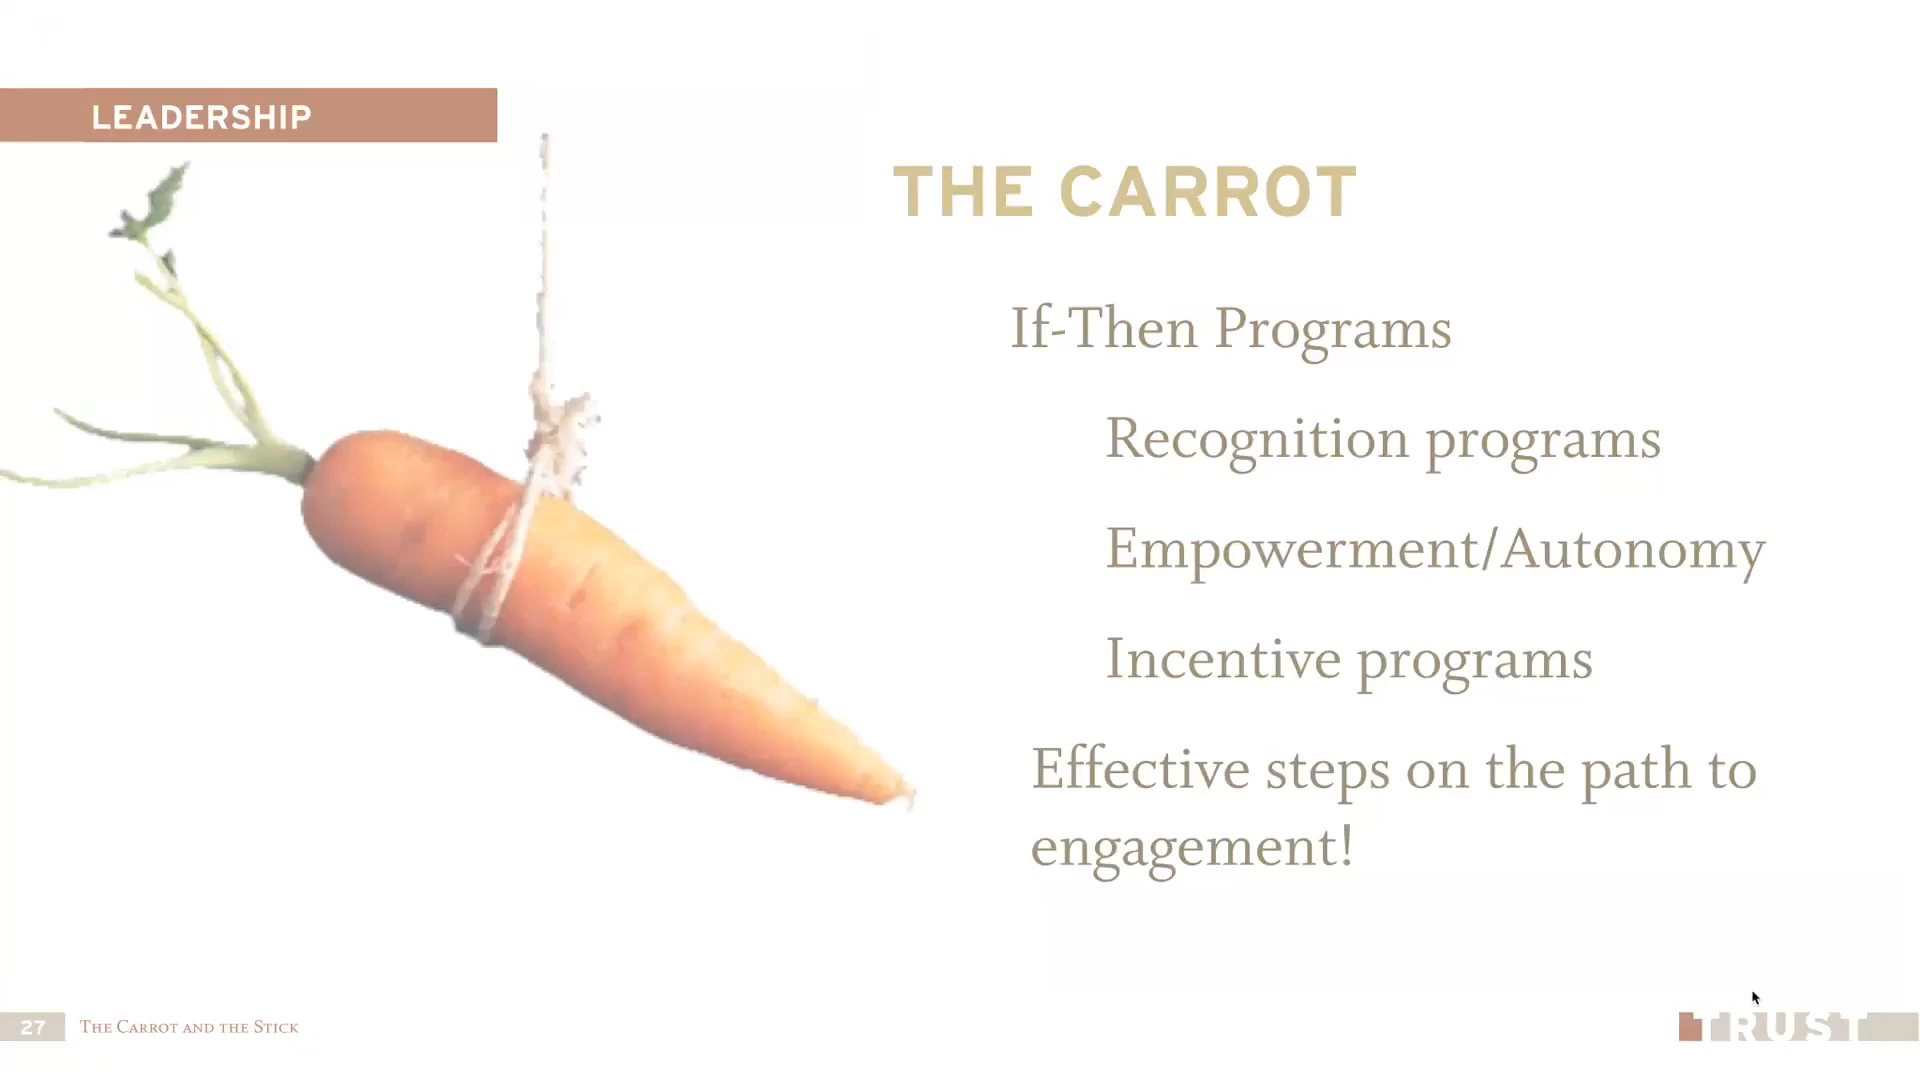 LEADERSHIP
THE CARROT
If-Then Programs
Recognition programs
Empowerment/Autonomy
Incentive programs
Effective steps on the path to
engagement!
27
The Carrot and the Stick
TRUST